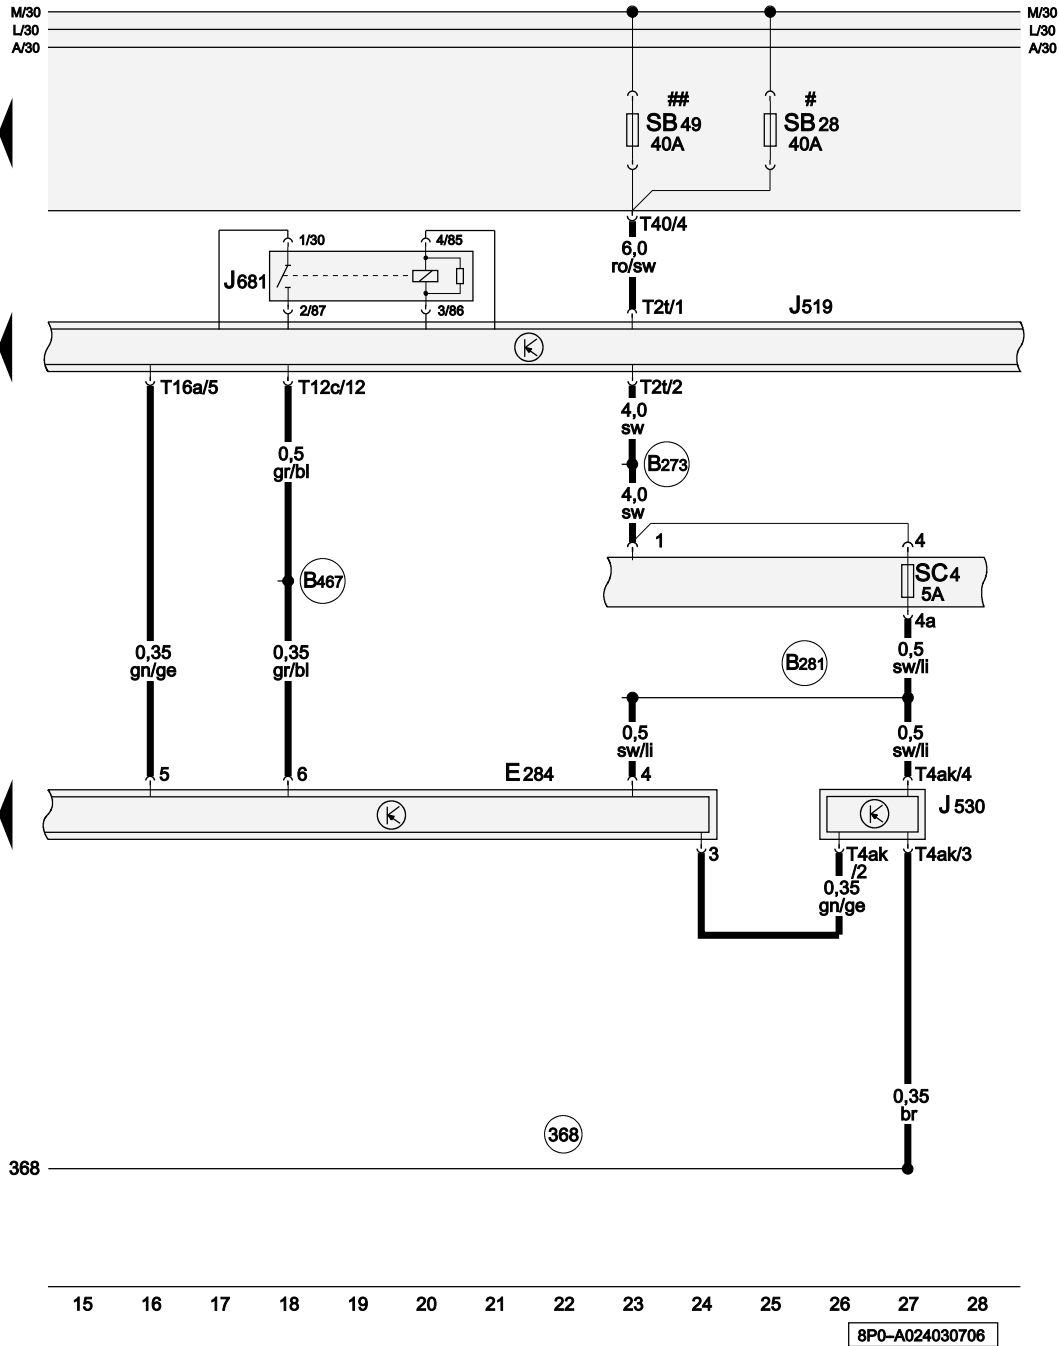 M/30 M/30
L/30 L/30
A/30 A/30
## #
SB49 SB28
40A 40A
T40/4
6,0
ro/sw
1/30 4/85
J681
2/87 3/86
T2t/1 J519
T16a/5 T12c/12 T2t/2
4,0
sw
0,5
gr/bl
B273
4,0
sw
1 4
B467
SC4
5A
4a
0,35 0,35 0,5
gn/ge gr/bl sw/li
B281
0,5 0,5
sw/li sw/li
5 6 E284 4 T4ak/4
J530
3 T4ak T4ak/3
/2
0,35
gn/ge
0,35
br
368
368
15 16 17 18 19 20 21 22 23 24 25 26 27 28
8P0–A024030706